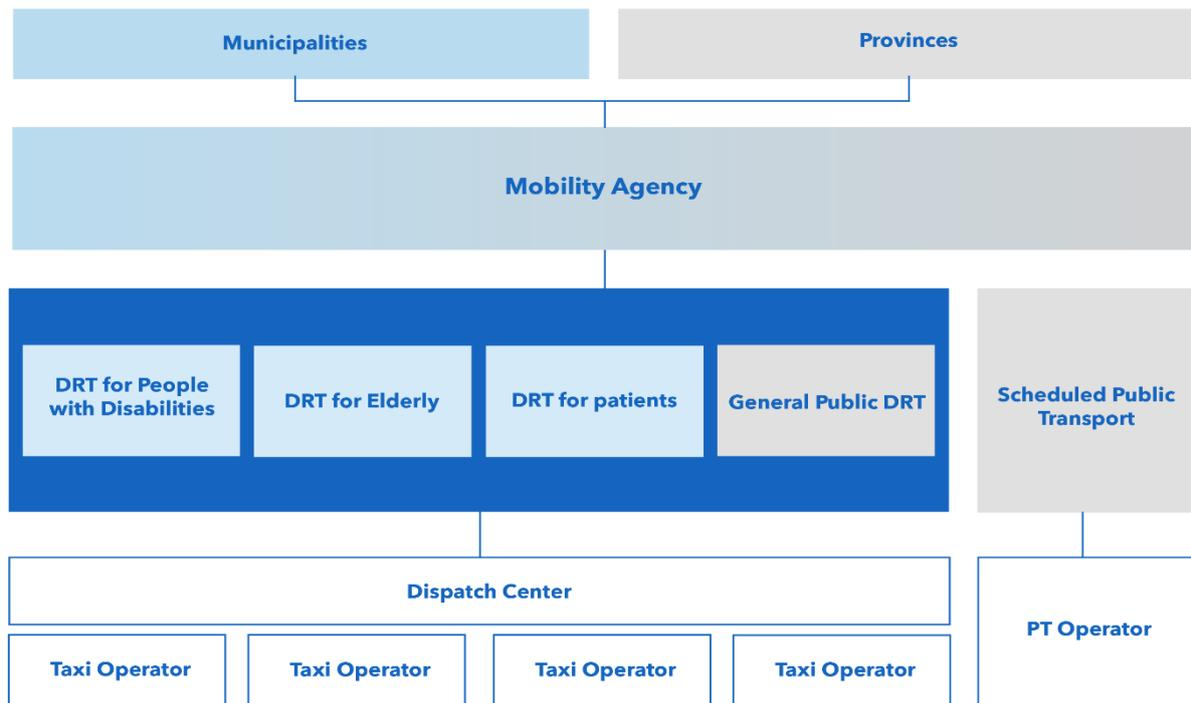 Municipalities
Provinces
Mobility Agency
DRT for People
with Disabilities
DRT for Elderly
DRT for patients
General Public DRT
Scheduled Public
Transport
Dispatch Center
PT Operator
Taxi Operator
Taxi Operator
Taxi Operator
Taxi Operator